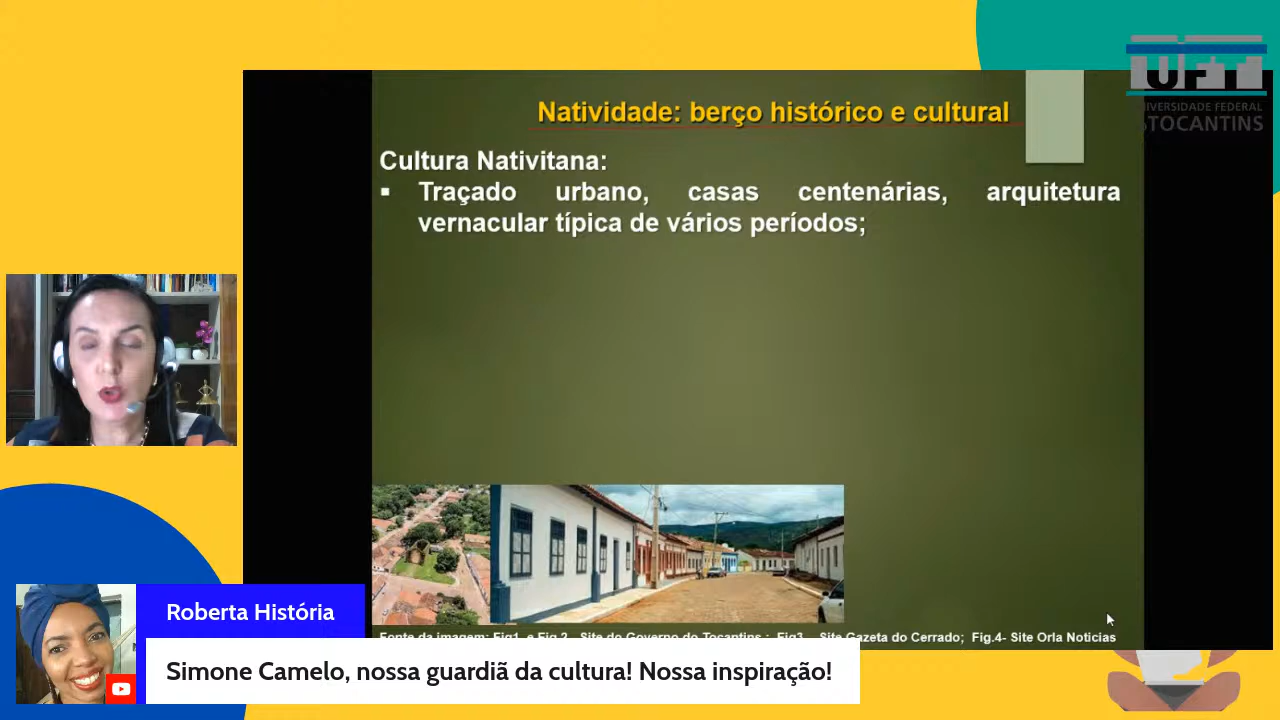 Natividade: berço histórico e cultural
Cultura Nativitana:
▪ Traçado urbano, casas centenárias, arquitetura
vernacular típica de vários períodos;
UFT
UNIVERSIDADE FEDERAL
TOCANTINS
Fonte da imagem: Fig1. e Fig.2 Site do Governo do Tocantins ; Fig3 Site Gazeta do Cerrado; Fig.4- Site Orla Noticias
Roberta História
Simone Camelo, nossa guardiã da cultura! Nossa inspiração!